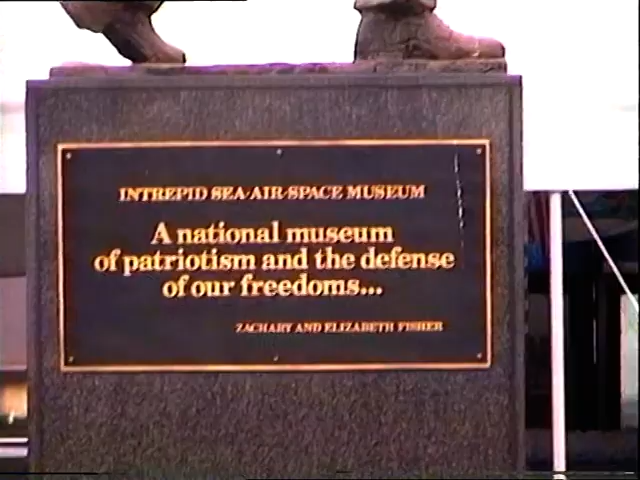 INTREPID SEA·AIR·SPACE MUSEUM
A national museum
of patriotism and the defense
of our freedoms...
ZACHARY AND ELIZABETH FISHER